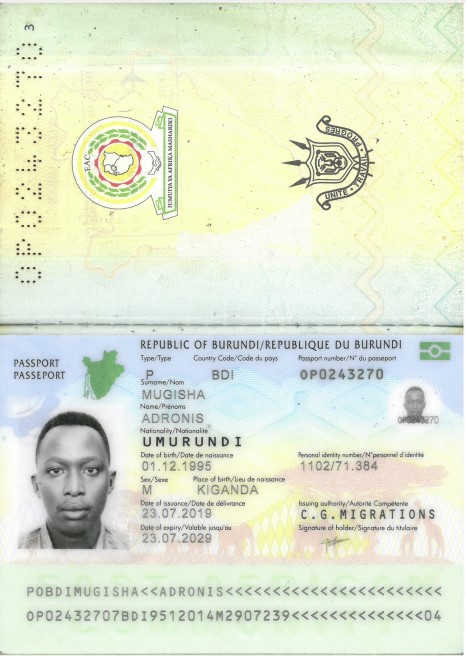 OP0243270 3
EAC
JUMUIYA YA AFRIKA MASHARIKI
UNITE TRAVAIL PROGRES
REPUBLIC OF BURUNDI/REPUBLIQUE DU BURUNDI
PASSPORT
PASSEPORT
Type/Type Country Code/Code du pays Passport number/N° du passeport
P BDI OP0243270
Surname/Nom
MUGISHA
Name/Prénoms
ADRONIS
OP0243270
Nationality/Nationalité
UMURUNDI
Date of birth/Date de naissance Personal identity number/N°personnel d'identité
01.12.1995 1102/71.384
Sex/Sexe Place of birth/Lieu de naissance
M KIGANDA
Date of issuance/Date de délivrance Issuing authority/Autorité Compétente
23.07.2019 C.G.MIGRATIONS
Date of expiry/Valable jusqu'au Signature of holder/Signature du titulaire
23.07.2029
POBDIMUGISHA<<ADRONIS<<<<<<<<<<<<<<<<<<<<<<<
OP02432707BDI9512014M2907239<<<<<<<<<<<<<<04